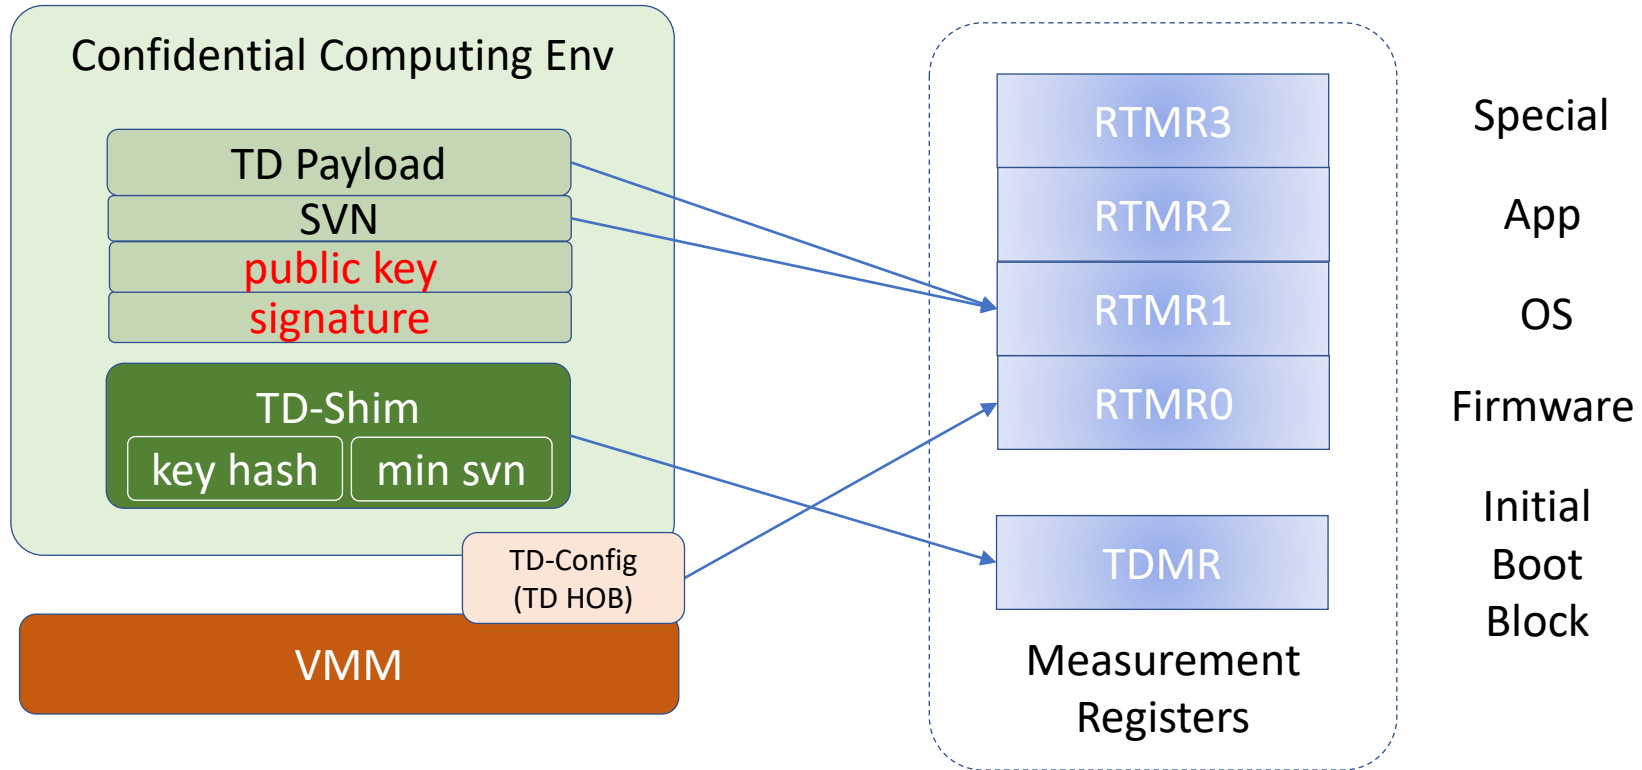 Confidential Computing Env
TD Payload
SVN
public key
signature
TD-Shim
key hash
min svn
TD-Config
(TD HOB)
VMM
RTMR3
RTMR2
RTMR1
RTMR0
TDMR
Measurement
Registers
Special
App
OS
Firmware
Initial
Boot
Block